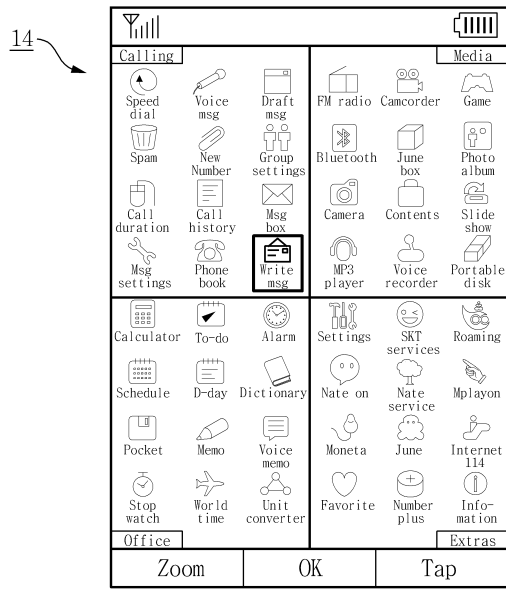 14
Calling Media
Speed dial Voice msg Draft msg FM radio Camcorder Game
Spam New Number Group settings Bluetooth June box Photo album
Call duration Call history Msg box Camera Contents Slide show
Msg settings Phone book Write msg MP3 player Voice recorder Portable disk
Calculator To-do Alarm Settings SKT services Roaming
Schedule D-day Dictionary Nate on Nate service Mplayon
Pocket Memo Voice memo Moneta June Internet 114
Stop watch World time Unit converter Favorite Number plus Info-mation
Office Extras
Zoom OK Tap